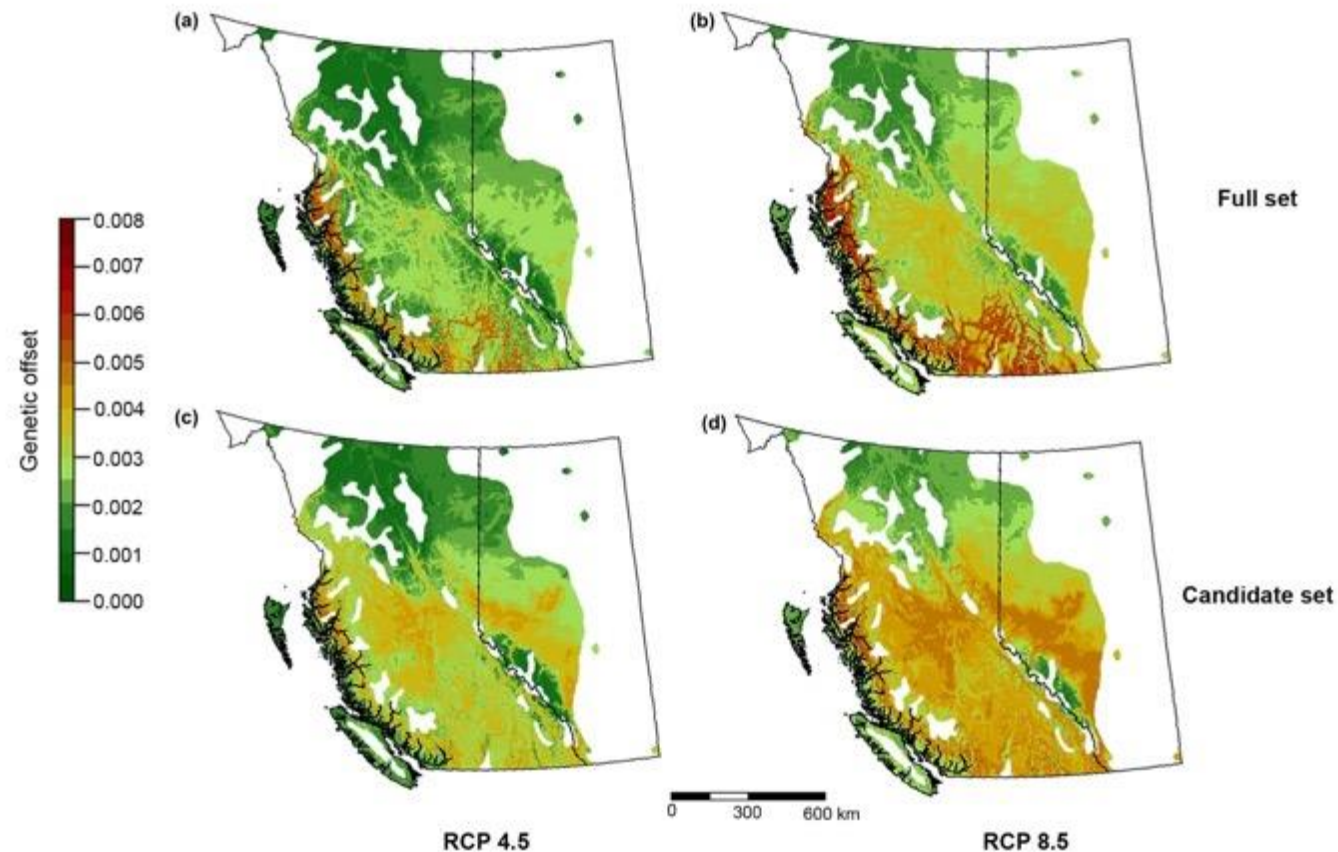 (a)
(b)
Full set
Genetic offset
0.008
0.007
0.006
0.005
0.004
0.003
0.002
0.001
0.000
(c)
(d)
Candidate set
0 300 600 km
RCP 4.5
RCP 8.5